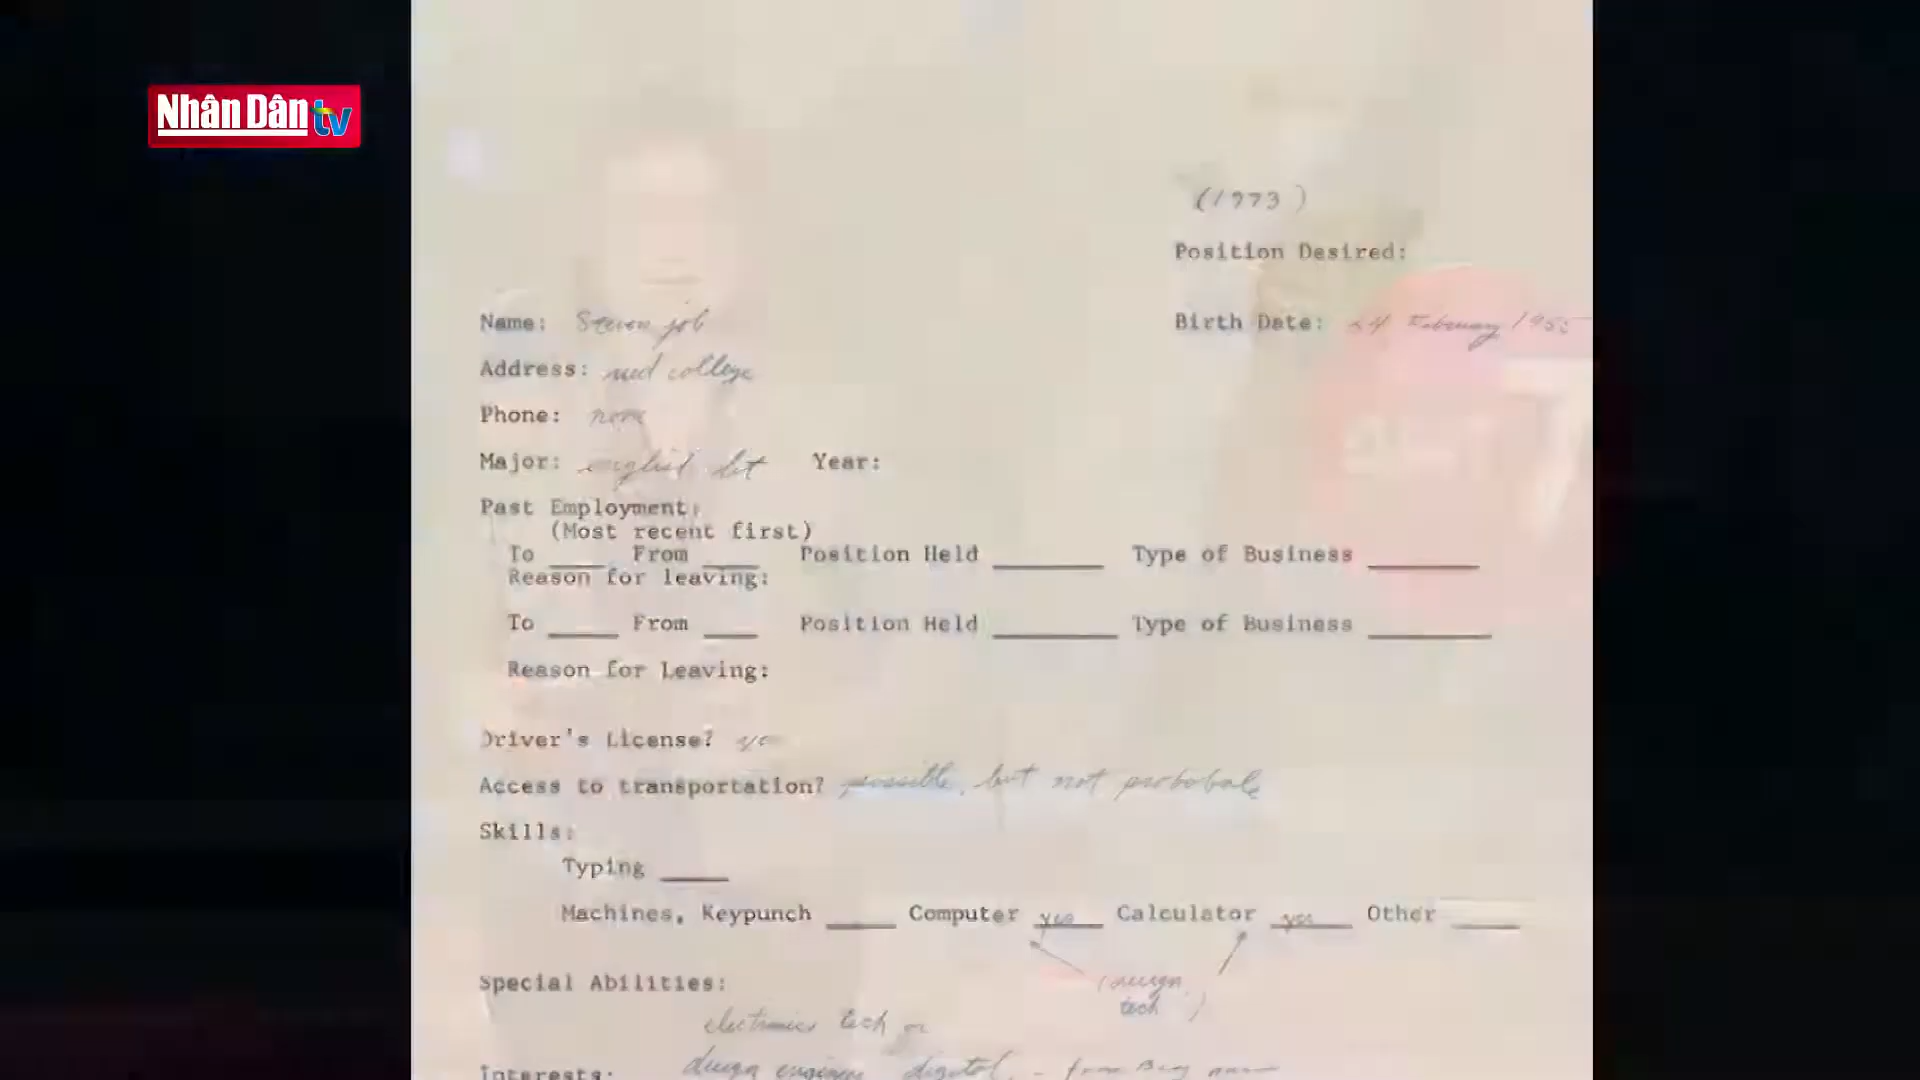 Nhân Dân tv
(1973)
Position Desired:
Name: Steven job
Birth Date: 24 February 1955
Address: reed college
Phone: none
Major: english lit Year:
Past Employment:
(Most recent first)
To From Position Held Type of Business
Reason for leaving:
To From Position Held Type of Business
Reason for Leaving:
Driver's License? yes
Access to transportation? possible, but not probable
Skills:
Typing
Machines, Keypunch Computer yes Calculator yes Other
(design
tech)
Special Abilities:
electronics tech or
Interests: design engineer digital. - from Bay